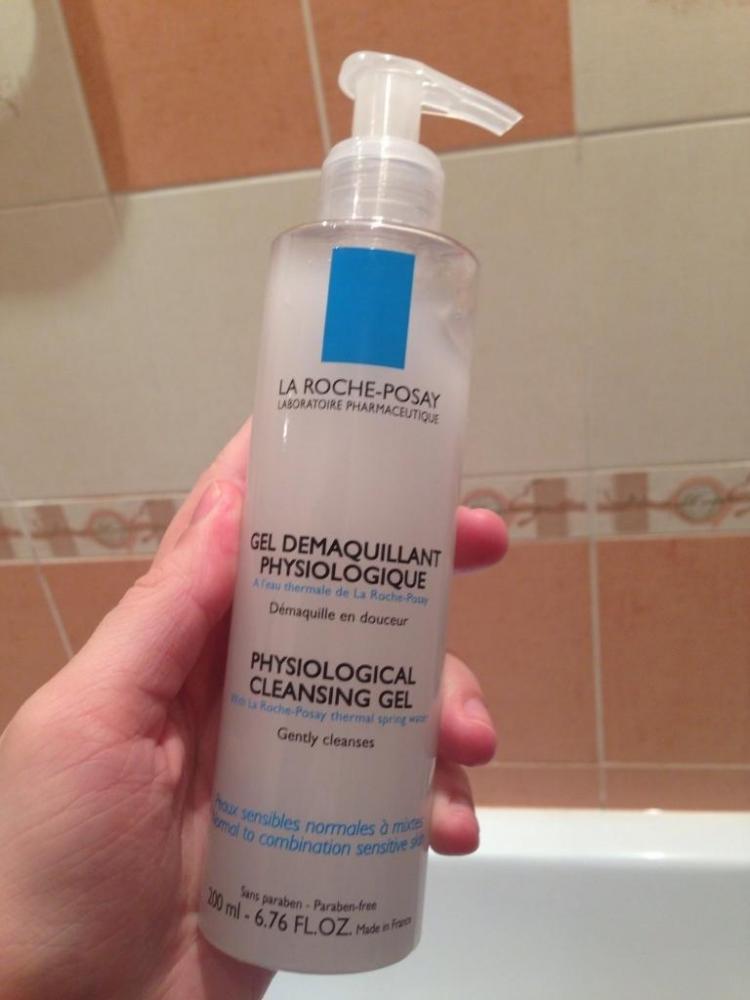 LA ROCHE-POSAY
LABORATOIRE PHARMACEUTIQUE
GEL DEMAQUILLANT
PHYSIOLOGIQUE
A l'eau thermale de La Roche-Posay
Démaquille en douceur
PHYSIOLOGICAL
CLEANSING GEL
With La Roche-Posay thermal spring water
Gently cleanses
Peaux sensibles normales à mixtes
Normal to combination sensitive skin
Sans paraben - Paraben-free
200 ml - 6.76 FL.OZ. Made in France